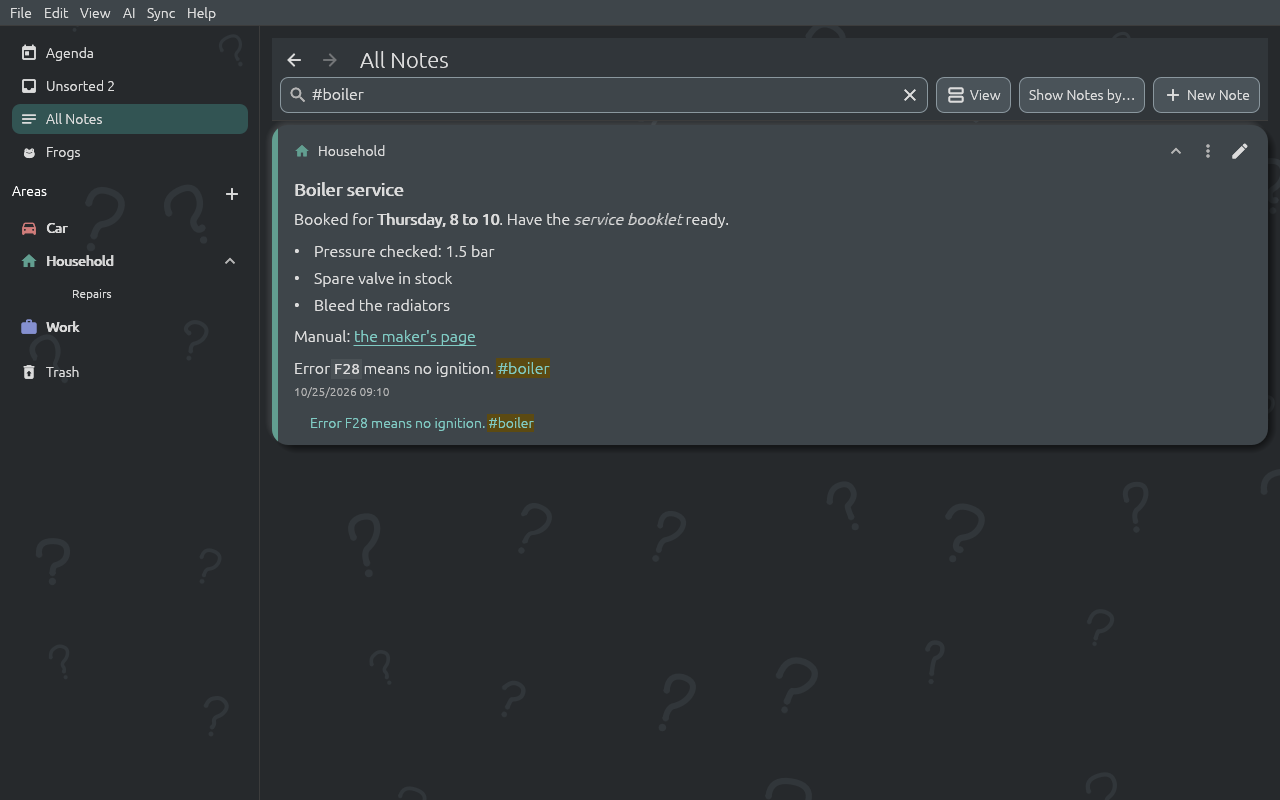 File Edit View AI Sync Help
Agenda
Unsorted 2
All Notes
Frogs
Areas
Car
Household
Repairs
Work
Trash
All Notes
#boiler
View
Show Notes by...
New Note
Household
Boiler service
Booked for Thursday, 8 to 10. Have the service booklet ready.
• Pressure checked: 1.5 bar
• Spare valve in stock
• Bleed the radiators
Manual: the maker's page
Error F28 means no ignition. #boiler
10/25/2026 09:10
Error F28 means no ignition. #boiler